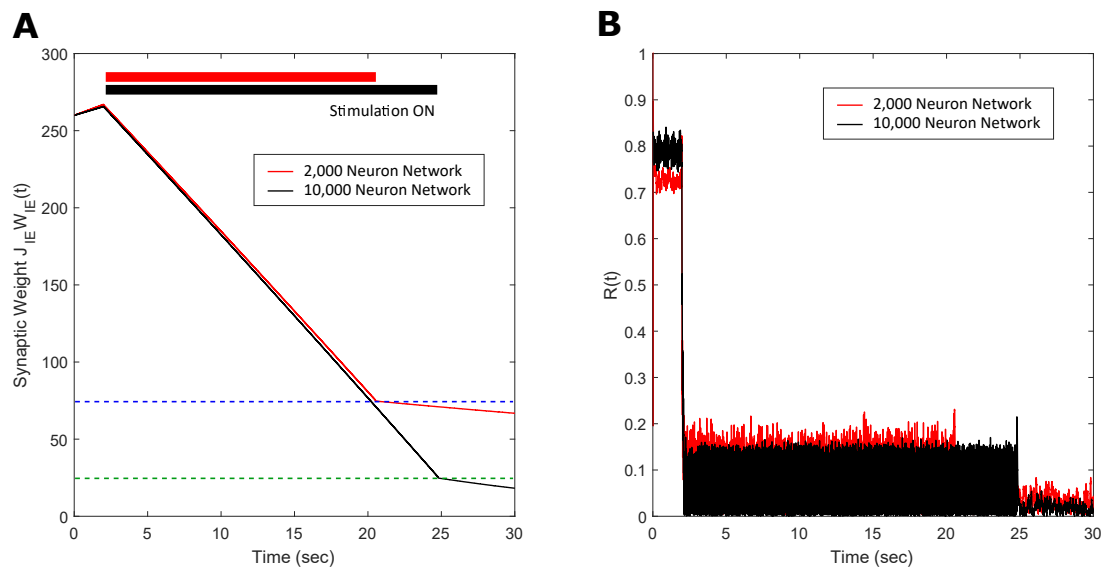 A
300
250
200
150
100
50
0
Synaptic Weight J_IE W_IE(t)
Stimulation ON
2,000 Neuron Network
10,000 Neuron Network
0 5 10 15 20 25 30
Time (sec)
B
1
0.9
0.8
0.7
0.6
0.5
0.4
0.3
0.2
0.1
0
R(t)
2,000 Neuron Network
10,000 Neuron Network
0 5 10 15 20 25 30
Time (sec)